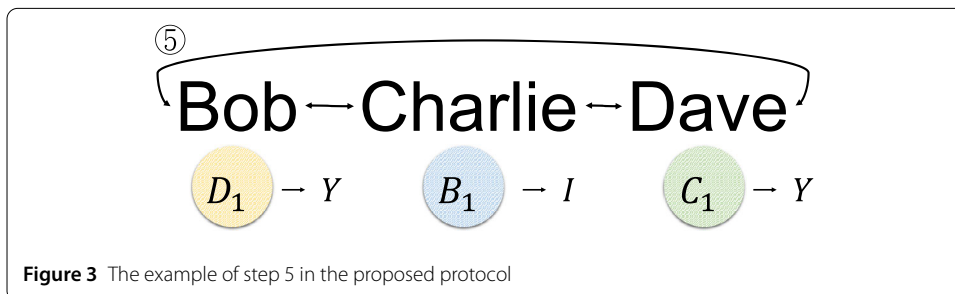 ⑤
Bob ↔ Charlie ↔ Dave
D₁ → Y B₁ → I C₁ → Y
Figure 3 The example of step 5 in the proposed protocol